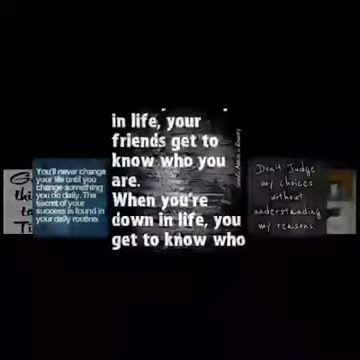 You'll never change
your life until you
change something
you do daily. The
secret of your
success is found in
your daily routine.
in life, your
friends get to
know who you
are.
When you're
down in life, you
get to know who
Don't Judge
my choices
without
understanding
my reasons.